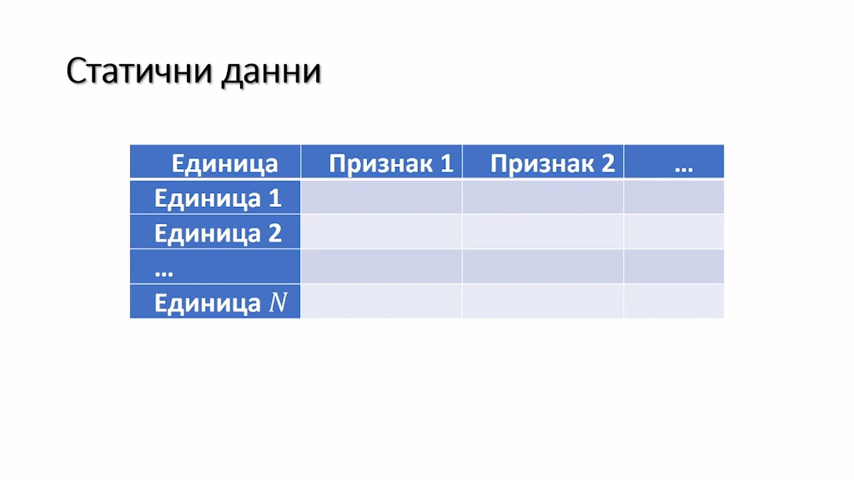 Статични данни
Единица Признак 1 Признак 2 ...
Единица 1
Единица 2
...
Единица N